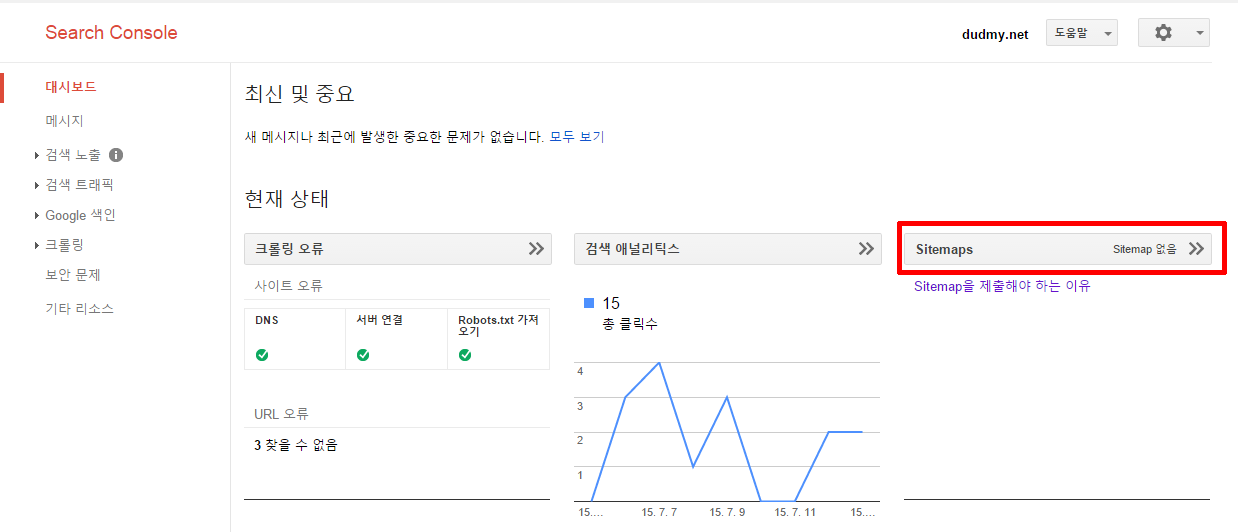 Search Console
dudmy.net
도움말
대시보드
메시지
검색 노출
검색 트래픽
Google 색인
크롤링
보안 문제
기타 리소스
최신 및 중요
새 메시지나 최근에 발생한 중요한 문제가 없습니다. 모두 보기
현재 상태
크롤링 오류
사이트 오류
DNS
서버 연결
Robots.txt 가져
오기
URL 오류
3 찾을 수 없음
검색 애널리틱스
15
총 클릭수
4
3
2
1
15.… 15. 7. 7 15. 7. 9 15. 7. 11 15.…
Sitemaps Sitemap 없음
Sitemap을 제출해야 하는 이유